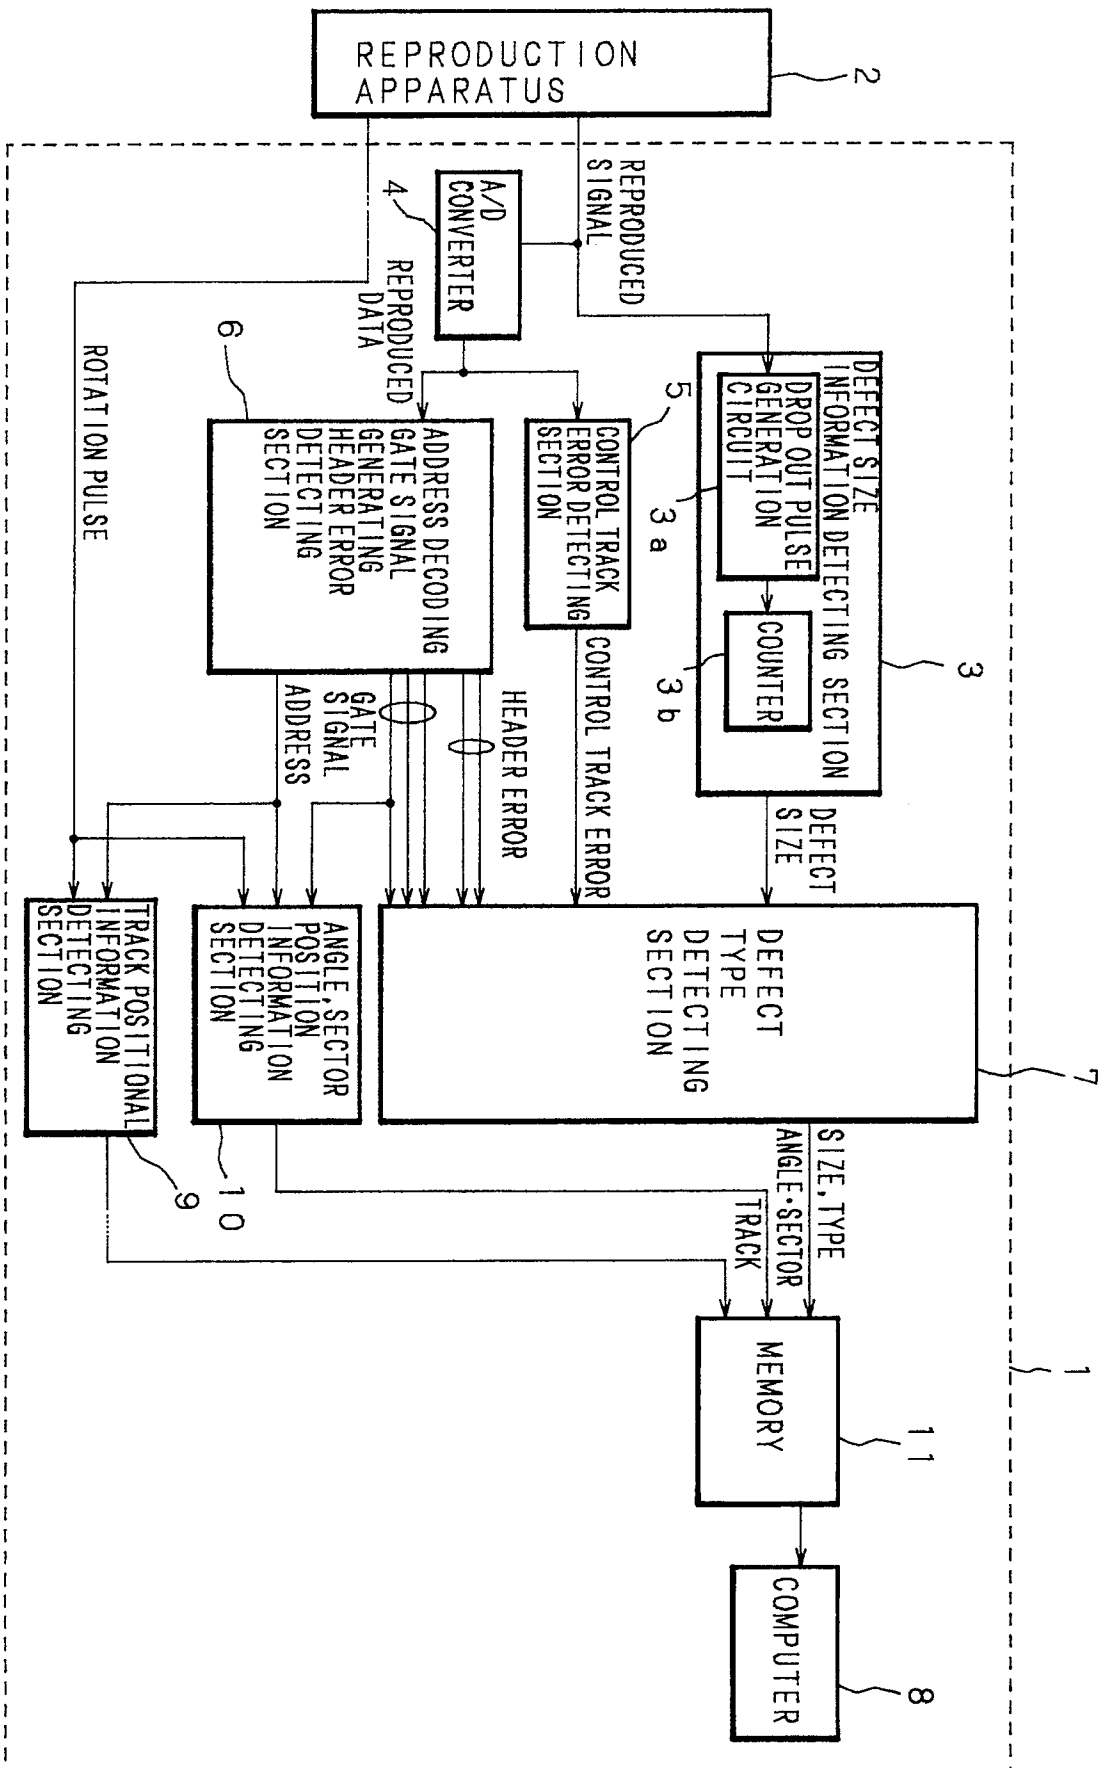 REPRODUCTION
APPARATUS
2
REPRODUCED
SIGNAL
A/D
CONVERTER
4
REPRODUCED
DATA
ROTATION PULSE
DEFECT SIZE
INFORMATION DETECTING SECTION
DROP OUT PULSE
GENERATION
CIRCUIT
3a
COUNTER
3b
3
5
CONTROL TRACK
ERROR DETECTING
SECTION
6
ADDRESS DECODING
GATE SIGNAL
GENERATING
HEADER ERROR
DETECTING
SECTION
DEFECT
SIZE
CONTROL TRACK ERROR
HEADER ERROR
GATE
SIGNAL
ADDRESS
DEFECT
TYPE
DETECTING
SECTION
7
ANGLE,SECTOR
POSITION
INFORMATION
DETECTING
SECTION
10
TRACK POSITIONAL
INFORMATION
DETECTING
SECTION
9
SIZE,TYPE
ANGLE·SECTOR
TRACK
1
MEMORY
11
COMPUTER
8